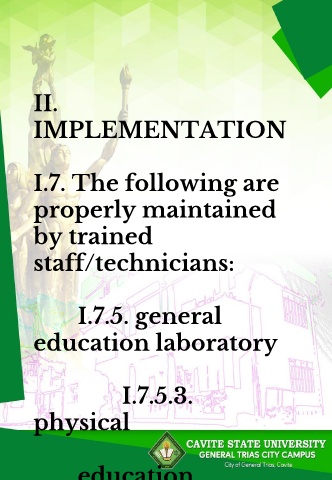 II.
IMPLEMENTATION
I.7. The following are
properly maintained
by trained
staff/technicians:
I.7.5. general
education laboratory
I.7.5.3.
physical
education
CAVITE STATE UNIVERSITY
GENERAL TRIAS CITY CAMPUS
City of General Trias, Cavite